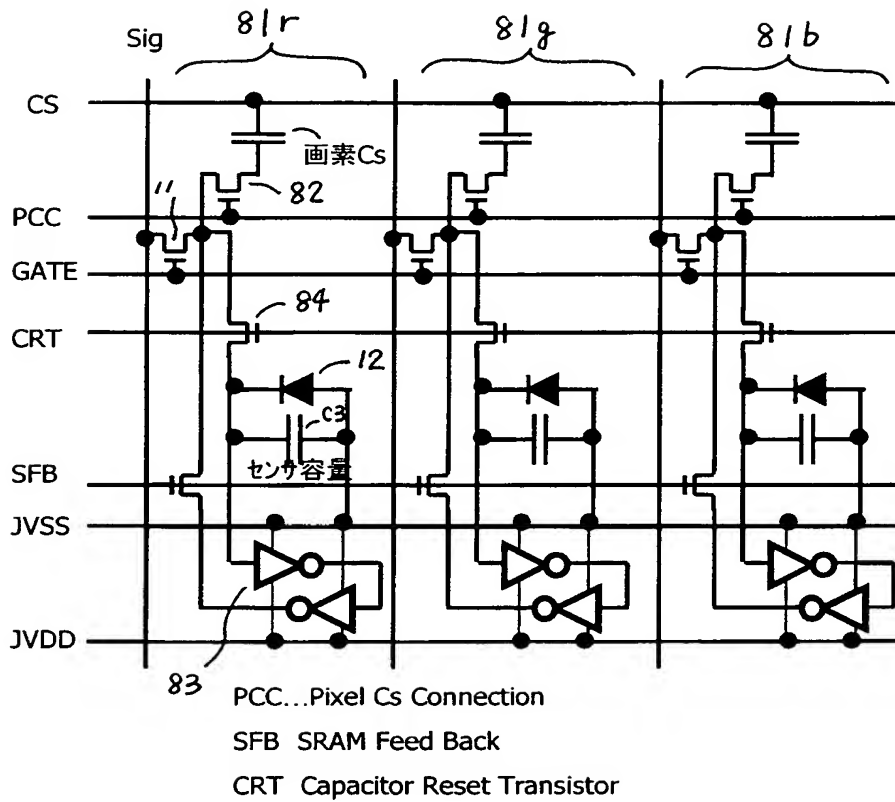 Sig
81r
81g
81b
CS
画素Cs
82
PCC
11
GATE
84
CRT
12
C3
センサ容量
SFB
JVSS
JVDD
83
PCC...Pixel Cs Connection
SFB SRAM Feed Back
CRT Capacitor Reset Transistor